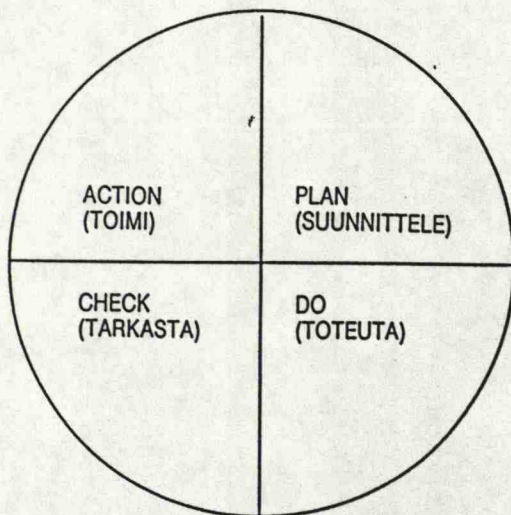 ACTION
(TOIMI)
PLAN
(SUUNNITTELE)
CHECK
(TARKASTA)
DO
(TOTEUTA)